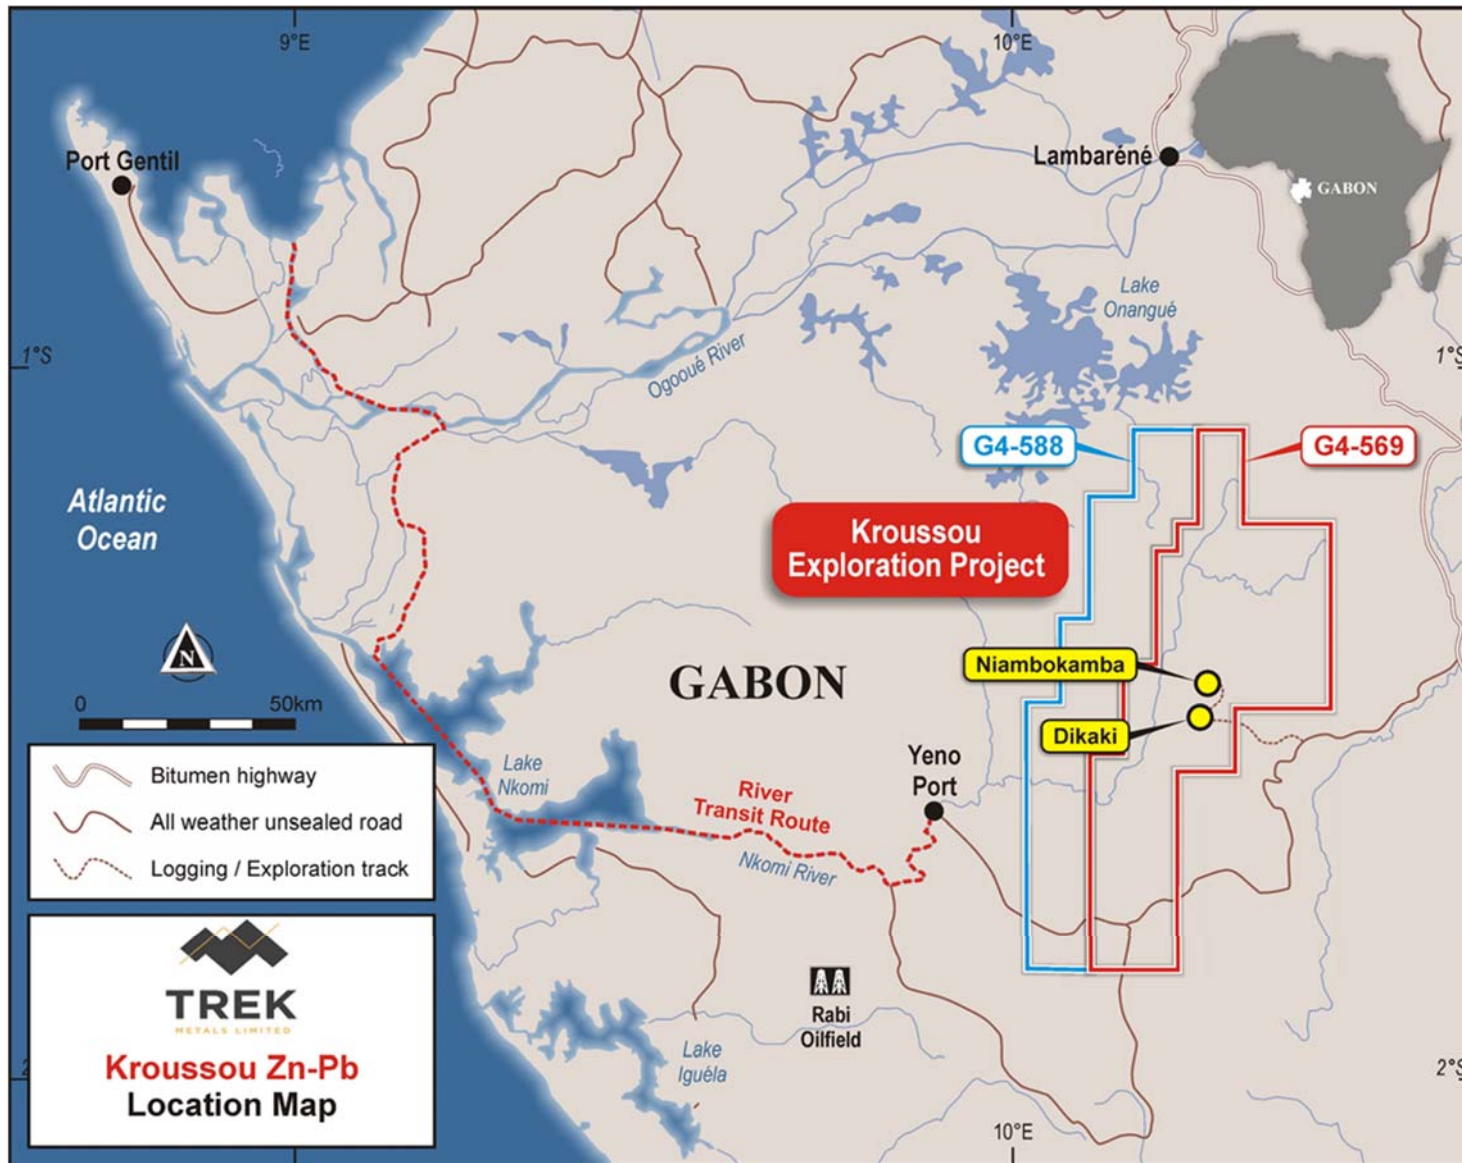 9°E
10°E
Port Gentil
Lambaréné
GABON
Lake
Onangué
1°S
1°S
Ogooué River
G4-588
G4-569
Atlantic
Ocean
Kroussou
Exploration Project
Niambokamba
N
GABON
0
50km
Dikaki
Yeno
Port
Lake
Nkomi
River
Transit Route
Nkomi River
Bitumen highway
All weather unsealed road
Logging / Exploration track
TREK
METALS LIMITED
Kroussou Zn-Pb
Location Map
Rabi
Oilfield
Lake
Iguéla
2°S
10°E